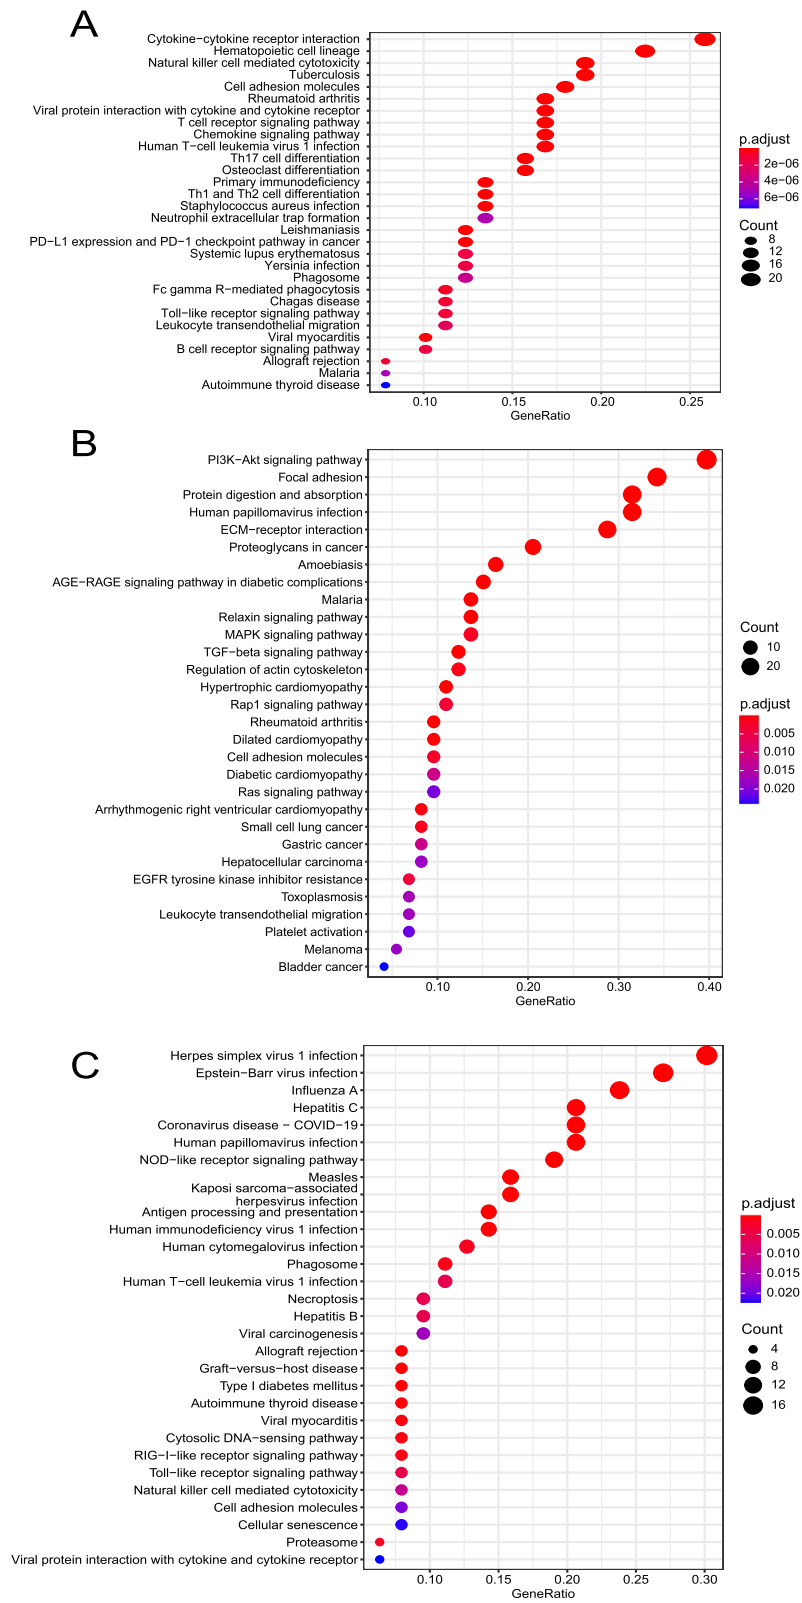 A
Cytokine−cytokine receptor interaction
Hematopoietic cell lineage
Natural killer cell mediated cytotoxicity
Tuberculosis
Cell adhesion molecules
Rheumatoid arthritis
Viral protein interaction with cytokine and cytokine receptor
T cell receptor signaling pathway
Chemokine signaling pathway
Human T−cell leukemia virus 1 infection
Th17 cell differentiation
Osteoclast differentiation
Primary immunodeficiency
Th1 and Th2 cell differentiation
Staphylococcus aureus infection
Neutrophil extracellular trap formation
Leishmaniasis
PD−L1 expression and PD−1 checkpoint pathway in cancer
Systemic lupus erythematosus
Yersinia infection
Phagosome
Fc gamma R−mediated phagocytosis
Chagas disease
Toll−like receptor signaling pathway
Leukocyte transendothelial migration
Viral myocarditis
B cell receptor signaling pathway
Allograft rejection
Malaria
Autoimmune thyroid disease
0.10 0.15 0.20 0.25
GeneRatio
p.adjust
2e−06
4e−06
6e−06
Count
8
12
16
20
B
PI3K−Akt signaling pathway
Focal adhesion
Protein digestion and absorption
Human papillomavirus infection
ECM−receptor interaction
Proteoglycans in cancer
Amoebiasis
AGE−RAGE signaling pathway in diabetic complications
Malaria
Relaxin signaling pathway
MAPK signaling pathway
TGF−beta signaling pathway
Regulation of actin cytoskeleton
Hypertrophic cardiomyopathy
Rap1 signaling pathway
Rheumatoid arthritis
Dilated cardiomyopathy
Cell adhesion molecules
Diabetic cardiomyopathy
Ras signaling pathway
Arrhythmogenic right ventricular cardiomyopathy
Small cell lung cancer
Gastric cancer
Hepatocellular carcinoma
EGFR tyrosine kinase inhibitor resistance
Toxoplasmosis
Leukocyte transendothelial migration
Platelet activation
Melanoma
Bladder cancer
0.10 0.20 0.30 0.40
GeneRatio
Count
10
20
p.adjust
0.005
0.010
0.015
0.020
C
Herpes simplex virus 1 infection
Epstein−Barr virus infection
Influenza A
Hepatitis C
Coronavirus disease − COVID−19
Human papillomavirus infection
NOD−like receptor signaling pathway
Measles
Kaposi sarcoma−associated
herpesvirus infection
Antigen processing and presentation
Human immunodeficiency virus 1 infection
Human cytomegalovirus infection
Phagosome
Human T−cell leukemia virus 1 infection
Necroptosis
Hepatitis B
Viral carcinogenesis
Allograft rejection
Graft−versus−host disease
Type I diabetes mellitus
Autoimmune thyroid disease
Viral myocarditis
Cytosolic DNA−sensing pathway
RIG−I−like receptor signaling pathway
Toll−like receptor signaling pathway
Natural killer cell mediated cytotoxicity
Cell adhesion molecules
Cellular senescence
Proteasome
Viral protein interaction with cytokine and cytokine receptor
0.10 0.15 0.20 0.25 0.30
GeneRatio
p.adjust
0.005
0.010
0.015
0.020
Count
4
8
12
16